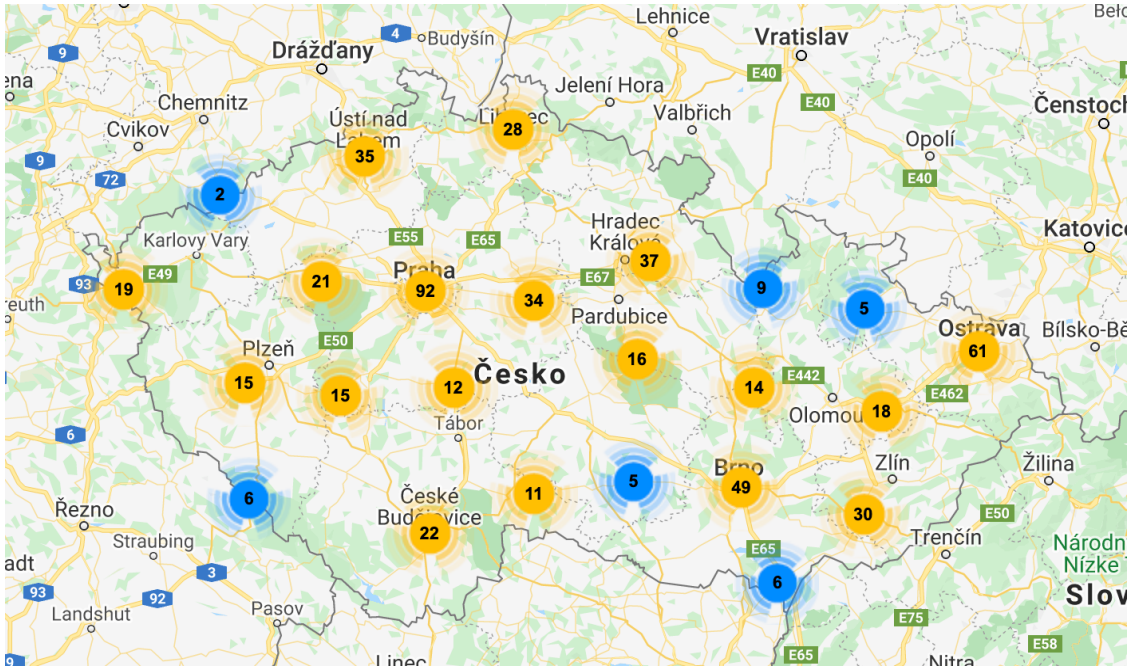 Lehnice
4
Budyšín
9
Drážďany
Vratislav
E40
Jelení Hora
ena
Chemnitz
E40
Valbřich
Čenstoch
Cvikov
Ústí nad
Labem
28
35
Opolí
9
72
E40
2
Hradec
Králové
Karlovy Vary
E55
E65
Katovice
37
E49
93
19
21
Praha
92
E67
9
34
5
Pardubice
Ostrava
61
Plzeň
E50
15
16
Česko
12
15
14
E442
E462
Olomou
18
Tábor
6
Brno
49
Zlín
Žilina
5
11
6
České
Budějovice
22
Řezno
30
E50
Straubing
E65
Trenčín
Národn
Nízke
adt
3
6
93
92
Slov
Landshut
Pasov
E75
E58
E65
Linec
Nitra